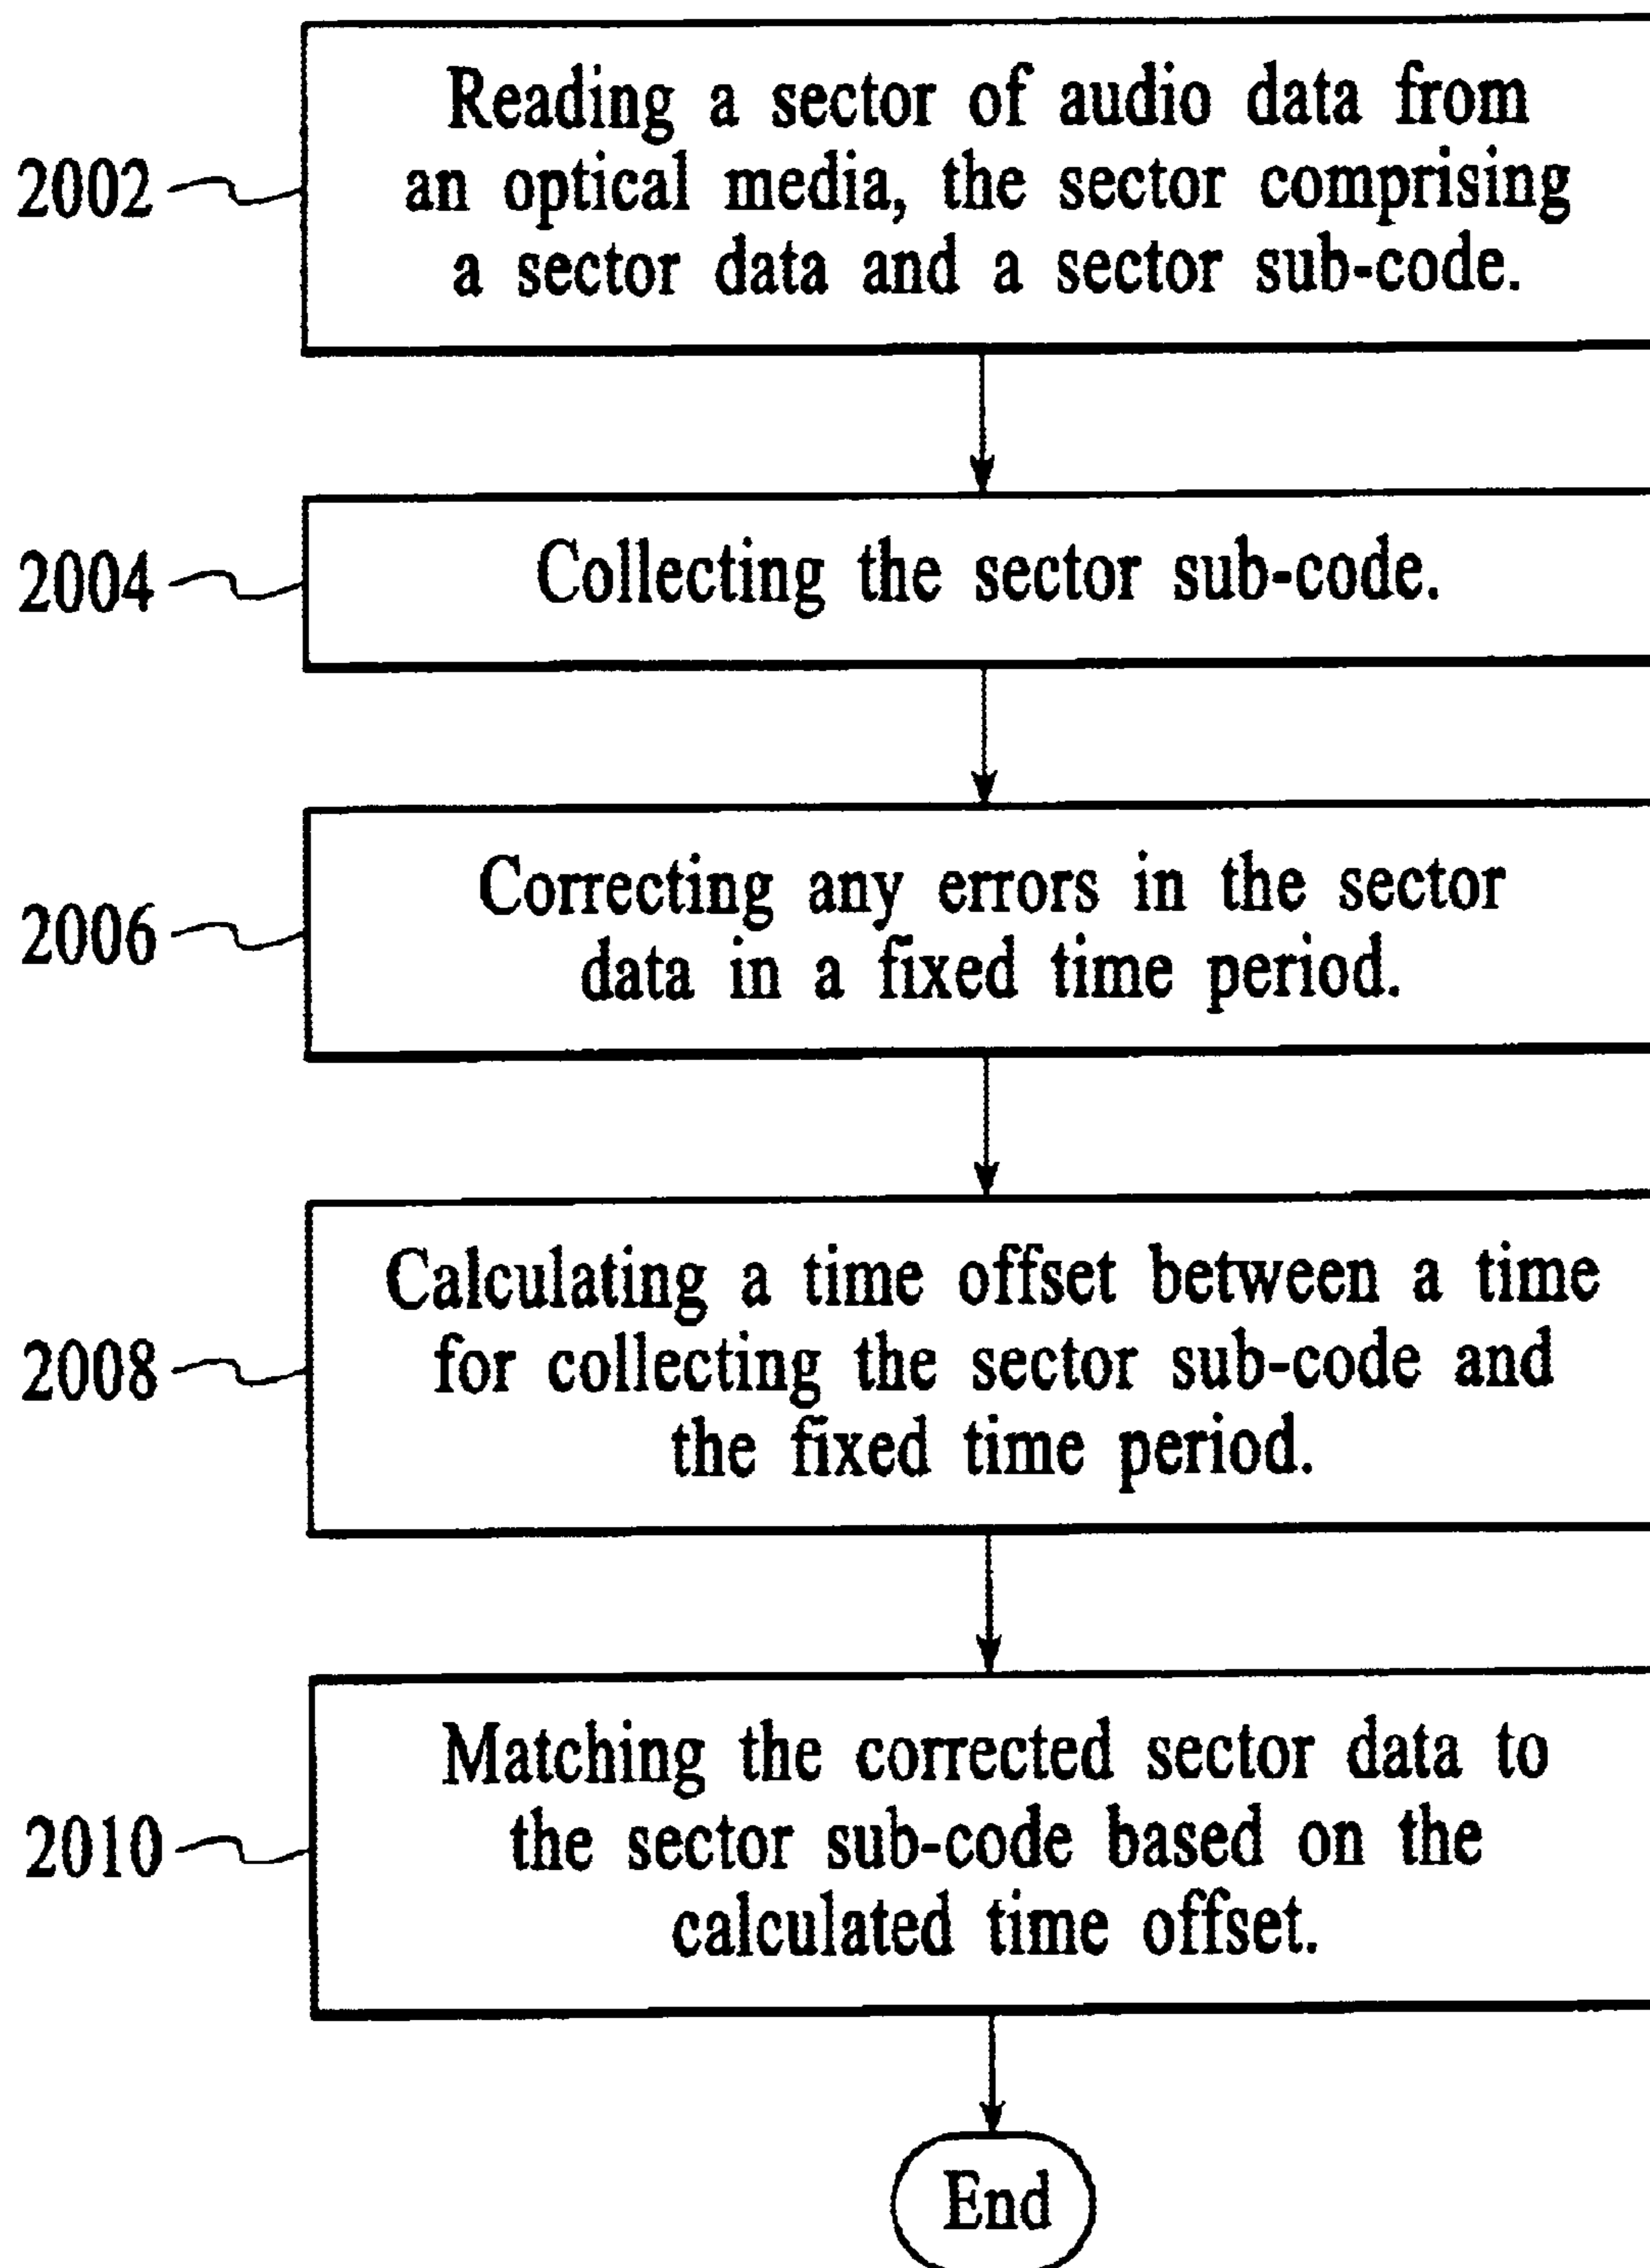 2002
Reading a sector of audio data from
an optical media, the sector comprising
a sector data and a sector sub-code.
2004
Collecting the sector sub-code.
2006
Correcting any errors in the sector
data in a fixed time period.
2008
Calculating a time offset between a time
for collecting the sector sub-code and
the fixed time period.
2010
Matching the corrected sector data to
the sector sub-code based on the
calculated time offset.
End